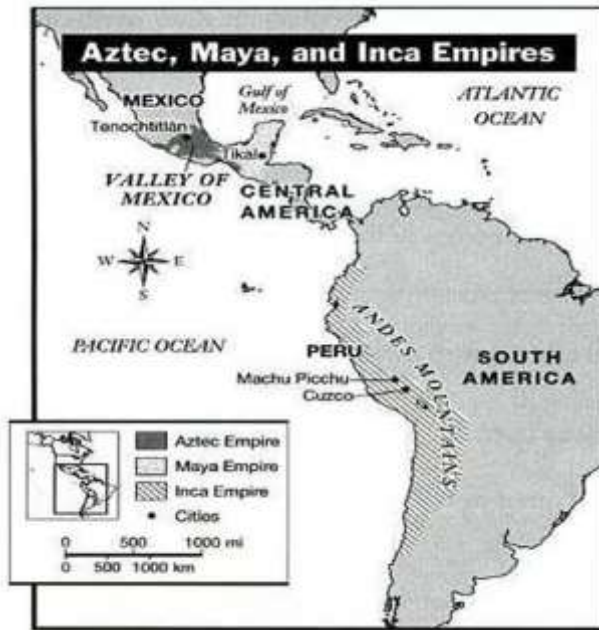 Aztec, Maya, and Inca Empires
MEXICO
Gulf of
Mexico
ATLANTIC
OCEAN
Tenochtitlán
Tikal
VALLEY OF
MEXICO
CENTRAL
AMERICA
N
W E
S
PACIFIC OCEAN
ANDES MOUNTAINS
PERU
SOUTH
AMERICA
Machu Picchu
Cuzco
Aztec Empire
Maya Empire
Inca Empire
Cities
0 500 1000 mi
0 500 1000 km